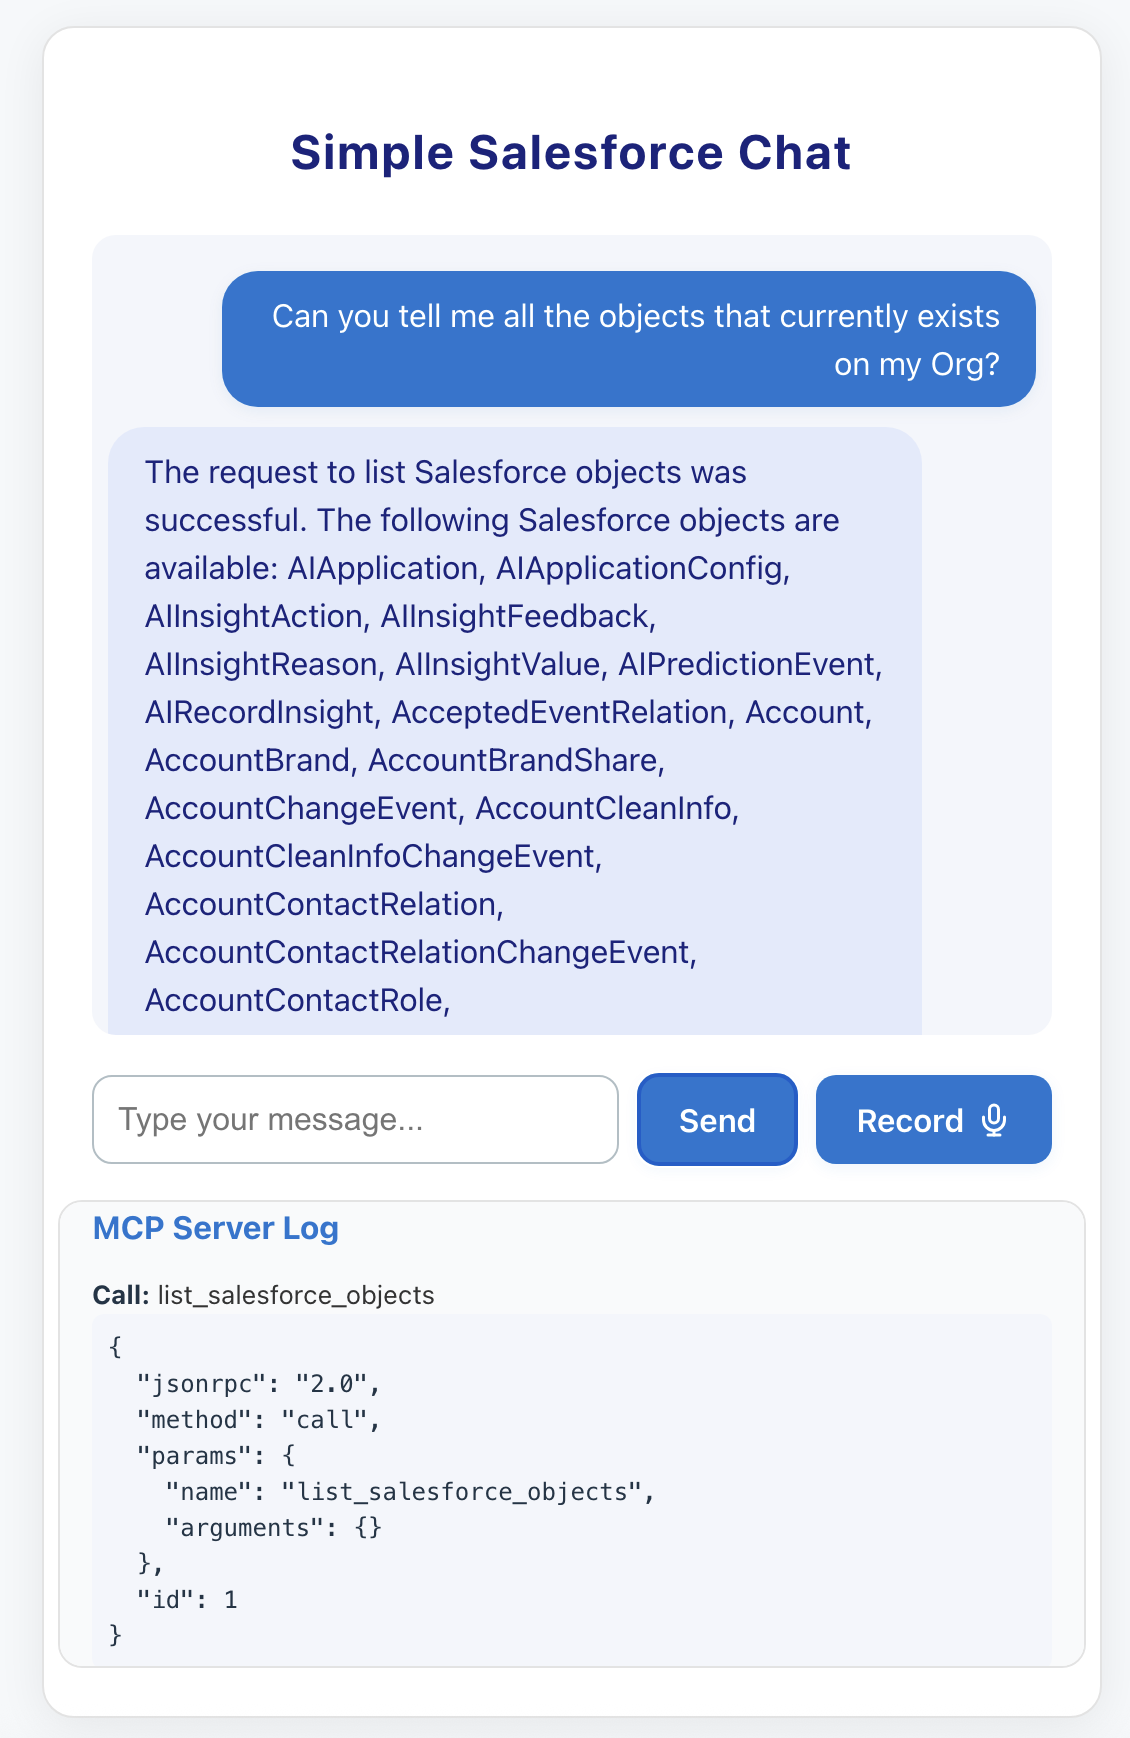 Simple Salesforce Chat
Can you tell me all the objects that currently exists
on my Org?
The request to list Salesforce objects was
successful. The following Salesforce objects are
available: AIApplication, AIApplicationConfig,
AIInsightAction, AIInsightFeedback,
AIInsightReason, AIInsightValue, AIPredictionEvent,
AIRecordInsight, AcceptedEventRelation, Account,
AccountBrand, AccountBrandShare,
AccountChangeEvent, AccountCleanInfo,
AccountCleanInfoChangeEvent,
AccountContactRelation,
AccountContactRelationChangeEvent,
AccountContactRole,
Type your message...
Send
Record
MCP Server Log
Call: list_salesforce_objects
{
  "jsonrpc": "2.0",
  "method": "call",
  "params": {
    "name": "list_salesforce_objects",
    "arguments": {}
  },
  "id": 1
}